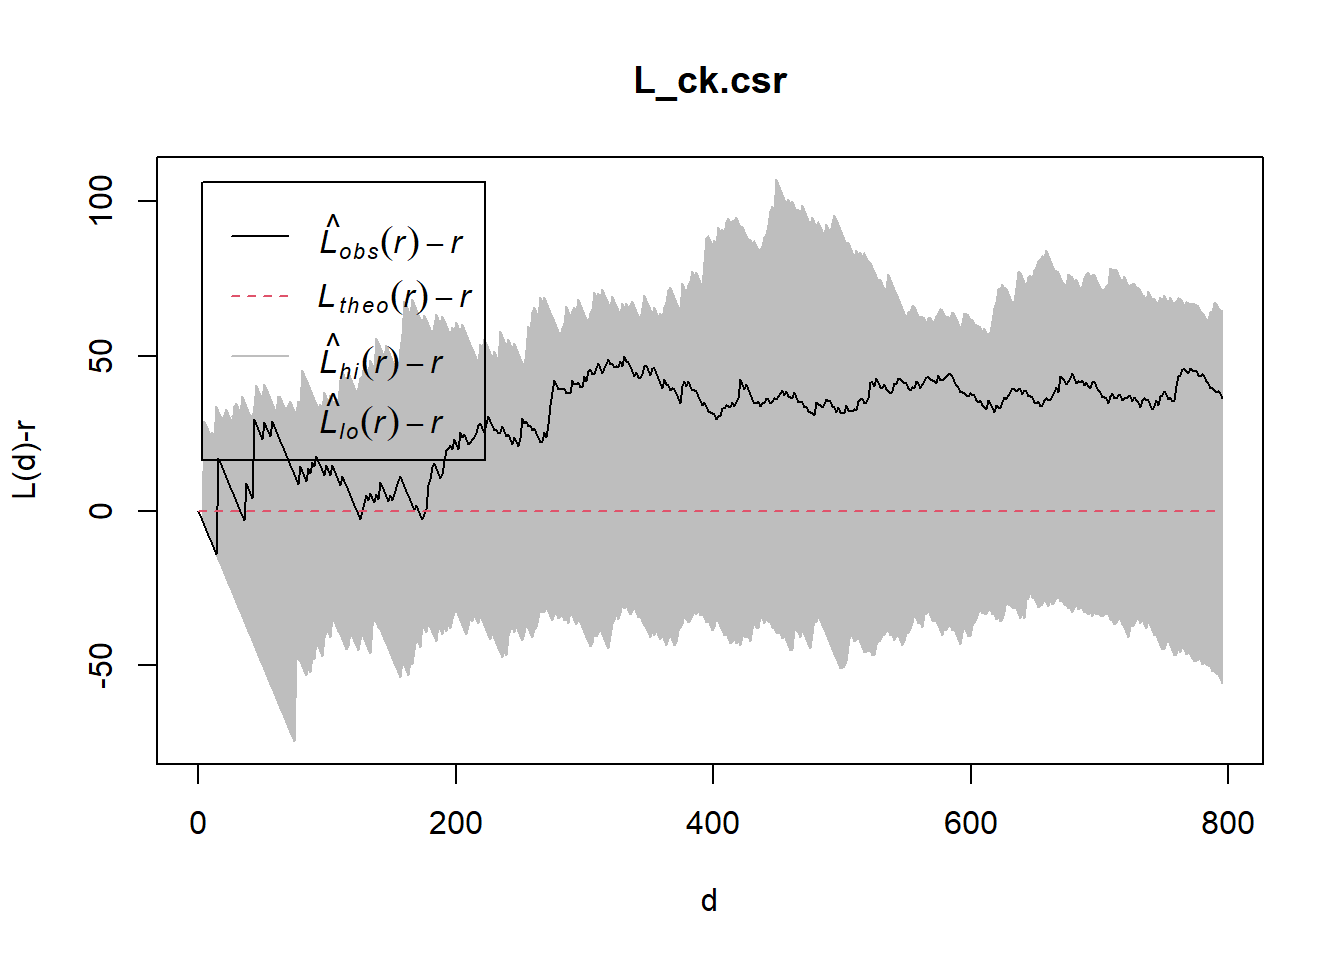 L_ck.csr
L(d)-r
100
50
0
-50
L̂obs(r) − r
Ltheo(r) − r
L̂hi(r) − r
L̂lo(r) − r
0 200 400 600 800
d